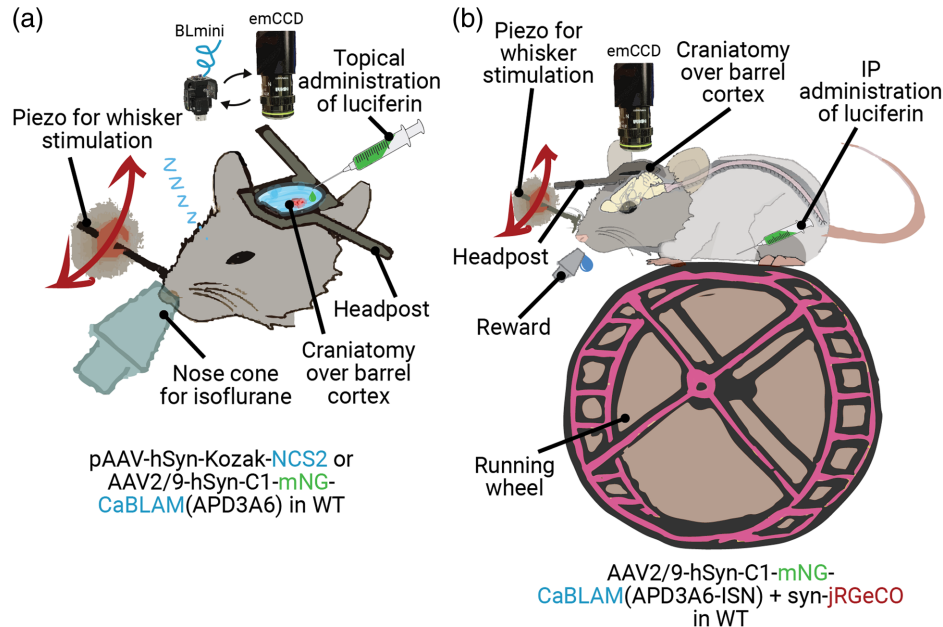 (a)
BLmini
emCCD
Topical
administration
of luciferin
Piezo for whisker
stimulation
Z Z Z Z Z
Headpost
Nose cone
for isoflurane
Craniatomy
over barrel
cortex
pAAV-hSyn-Kozak-NCS2 or
AAV2/9-hSyn-C1-mNG-
CaBLAM(APD3A6) in WT
(b)
Piezo for
whisker
stimulation
emCCD
Craniatomy
over barrel
cortex
IP
administration
of luciferin
Headpost
Reward
Running
wheel
AAV2/9-hSyn-C1-mNG-
CaBLAM(APD3A6-ISN) + syn-jRGeCO
in WT